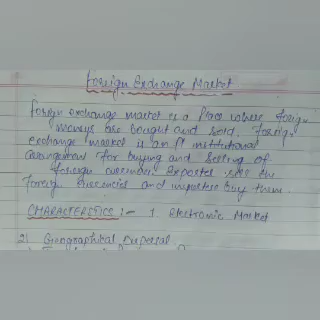 Foreign Exchange Market
foreign exchange market is a Place where foreign
moneys are bought and sold. Foreign
exchange market is an institutional
arrangement for buying and selling of
foreign currencies Exporter sell the
foreign and importers buy them.
CHARACTERISTICS :- 1. Electronic Market
2) Geographical Dispersal